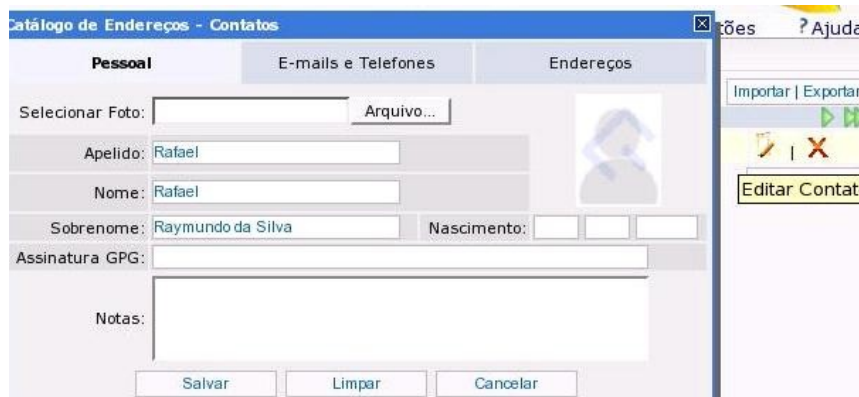 Catálogo de Endereços - Contatos
tões ?Ajuda
Pessoal E-mails e Telefones Endereços
Importar | Exportar
Selecionar Foto: Arquivo...
Apelido: Rafael
Editar Contat
Nome: Rafael
Sobrenome: Raymundo da Silva Nascimento:
Assinatura GPG:
Notas:
Salvar Limpar Cancelar